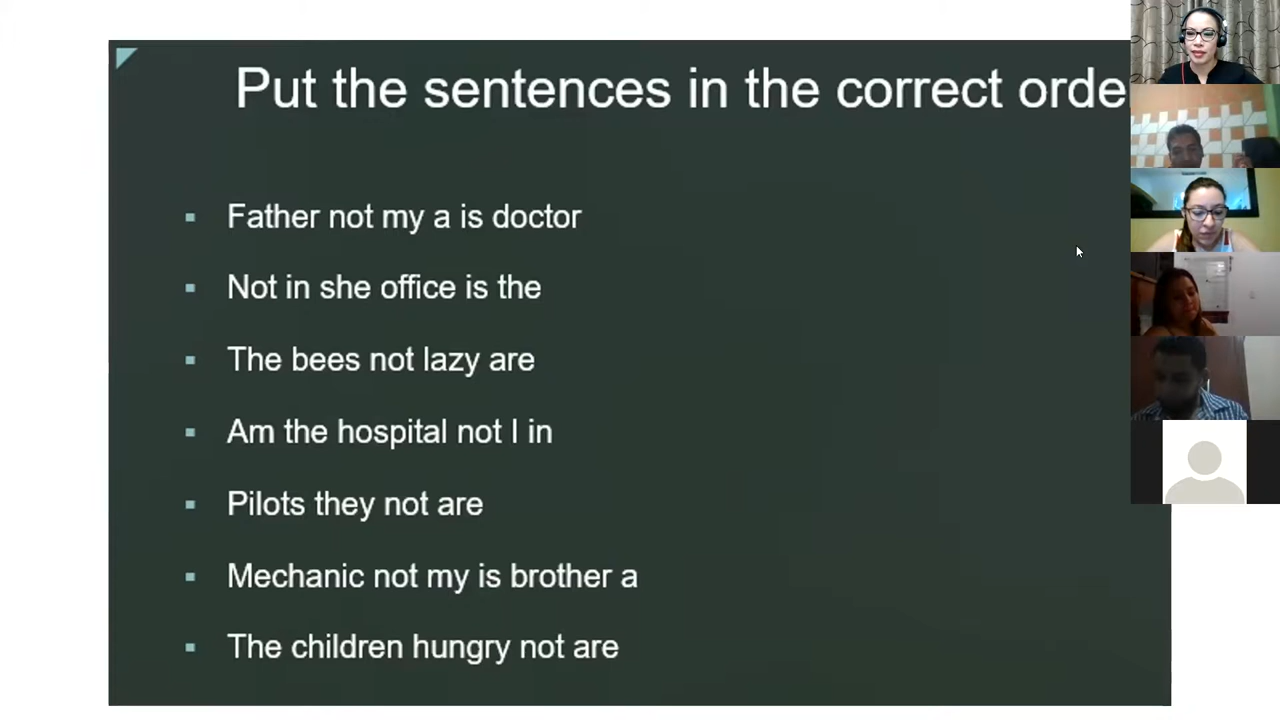 Put the sentences in the correct orde
Father not my a is doctor
Not in she office is the
The bees not lazy are
Am the hospital not I in
Pilots they not are
Mechanic not my is brother a
The children hungry not are